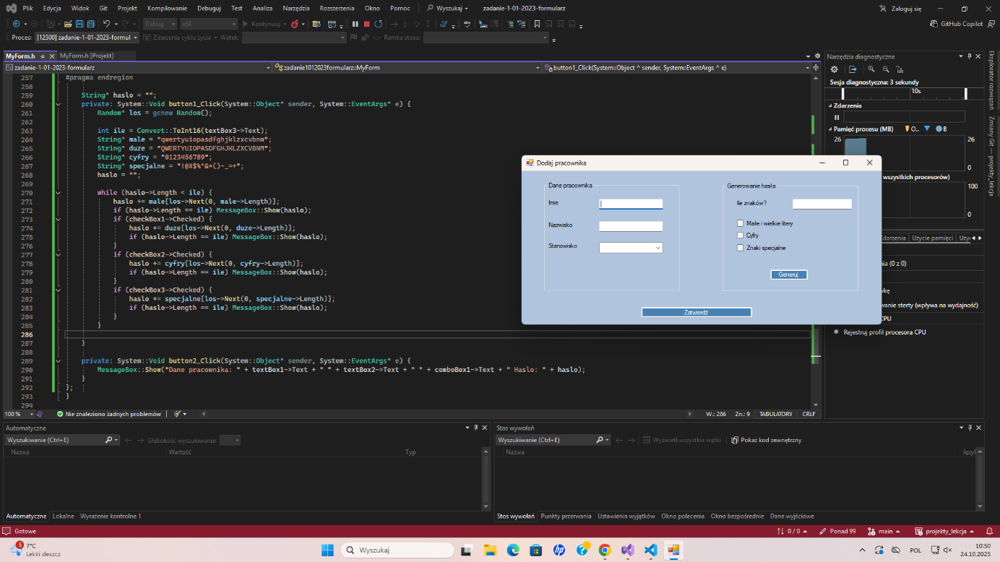 Plik Edycja Widok Git Projekt Kompilowanie Debuguj Test Analiza Narzędzia Rozszerzenia Okno Pomoc Wyszukaj zadanie-1-01-2023-formularz Zaloguj się
Debug x64 Kontynuuj GitHub Copilot
Proces: [12300] zadanie-1-01-2023-formul Zdarzenia cyklu życia Wątek: Ramka stosu:
MyForm.h MyForm.h [Projekt]
zadanie-1-01-2023-formularz zadanie1012023formularz::MyForm button1_Click(System::Object ^ sender, System::EventArgs ^ e)
257 #pragma endregion
258
259 String^ haslo = "";
260 private: System::Void button1_Click(System::Object^ sender, System::EventArgs^ e) {
261 Random^ los = gcnew Random();
262
263 int ile = Convert::ToInt16(textBox3->Text);
264 String^ male = "qwertyuiopasdfghjklzxcvbnm";
265 String^ duze = "QWERTYUIOPASDFGHJKLZXCVBNM";
266 String^ cyfry = "0123456789";
267 String^ specjalne = "!@#$%^&*()-_=+";
268 haslo = "";
269
270 while (haslo->Length < ile) {
271 haslo += male[los->Next(0, male->Length)];
272 if (haslo->Length == ile) MessageBox::Show(haslo);
273 if (checkBox1->Checked) {
274 haslo += duze[los->Next(0, duze->Length)];
275 if (haslo->Length == ile) MessageBox::Show(haslo);
276 }
277 if (checkBox2->Checked) {
278 haslo += cyfry[los->Next(0, cyfry->Length)];
279 if (haslo->Length == ile) MessageBox::Show(haslo);
280 }
281 if (checkBox3->Checked) {
282 haslo += specjalne[los->Next(0, specjalne->Length)];
283 if (haslo->Length == ile) MessageBox::Show(haslo);
284 }
285 }
286
287 }
288
289 private: System::Void button2_Click(System::Object^ sender, System::EventArgs^ e) {
290 MessageBox::Show("Dane pracownika: " + textBox1->Text + " " + textBox2->Text + " " + comboBox1->Text + " Haslo: " + haslo);
291 }
292 };
293 }
294
100 % Nie znaleziono żadnych problemów W.: 286 Zn.: 9 TABULATORY CRLF
Dodaj pracownika
Dane pracownika
Imie
Nazwisko
Stanowisko
Generowanie hasła
Ile znaków?
Małe i wielkie litery
Cyfry
Znaki specjalne
Generuj
Zatwierdź
Narzędzia diagnostyczne
Sesja diagnostyczna: 3 sekundy
10s
Zdarzenia
Pamięć procesu (MB) O.. B
26 26
0
wszystkich procesorów)
100
0
Zdarzenia Użycie pamięci
(0 z 0)
wanie sterty (wpływa na wydajność)
CPU
Rejestruj profil procesora CPU
Eksplorator rozwiązań
Zmiany Git — projekty_lekcja
Automatyczne
Wyszukiwanie (Ctrl+E) Głębokość wyszukiwania:
Nazwa Wartość Typ
Automatyczne Lokalne Wyrażenie kontrolne 1
Stos wywołań
Wyszukiwanie (Ctrl+E) Wyświetl wszystkie wątki Pokaż kod zewnętrzny
Nazwa Język
Stos wywołań Punkty przerwania Ustawienia wyjątków Okno polecenia Okno bezpośrednie Dane wyjściowe
Gotowe 0 / 0 Ponad 99 main projekty_lekcja
5
7°C
Lekki deszcz
Wyszukaj
POL
10:50
24.10.2025